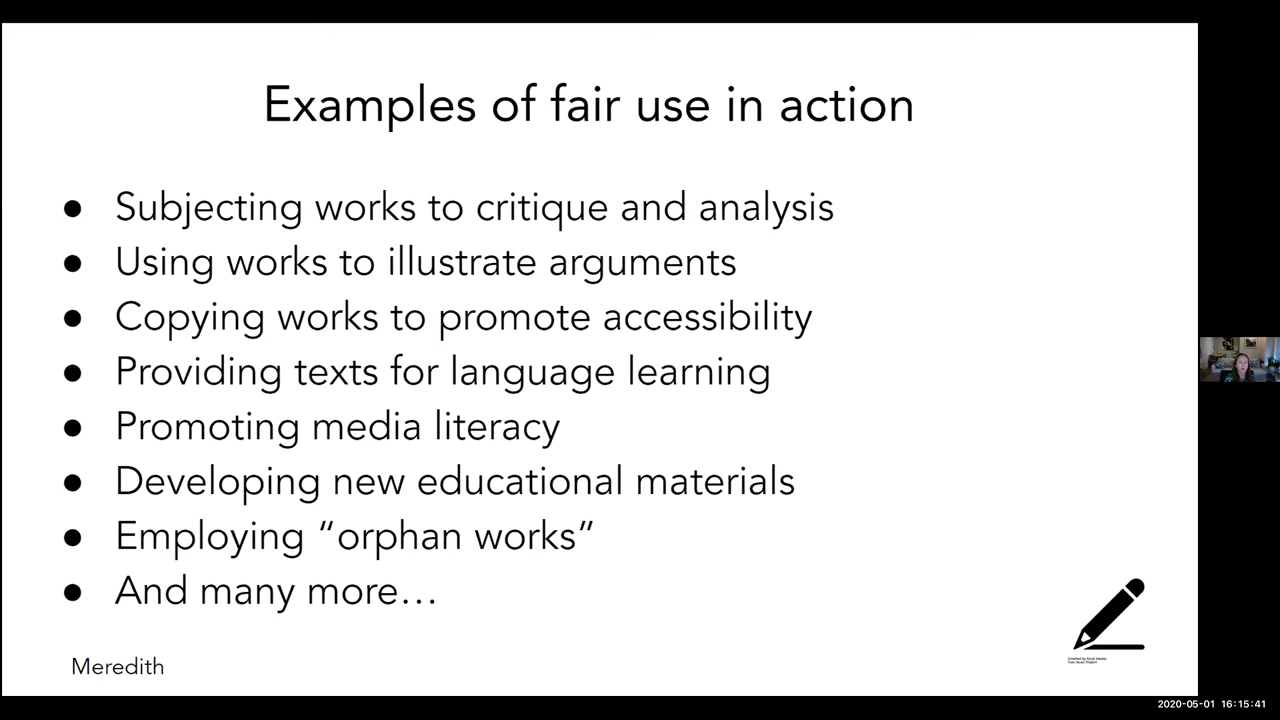 Examples of fair use in action
● Subjecting works to critique and analysis
● Using works to illustrate arguments
● Copying works to promote accessibility
● Providing texts for language learning
● Promoting media literacy
● Developing new educational materials
● Employing “orphan works”
● And many more…
Meredith
2020-05-01 16:15:41